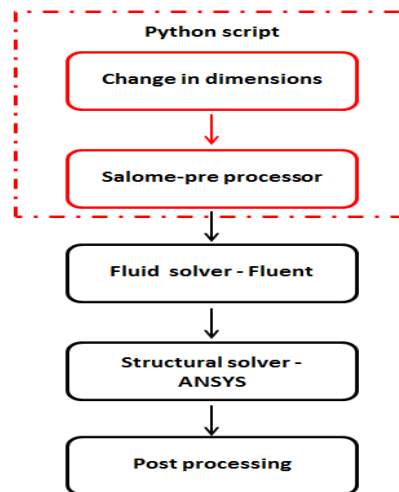 Python script
Change in dimensions
Salome-pre processor
Fluid solver - Fluent
Structural solver -
ANSYS
Post processing